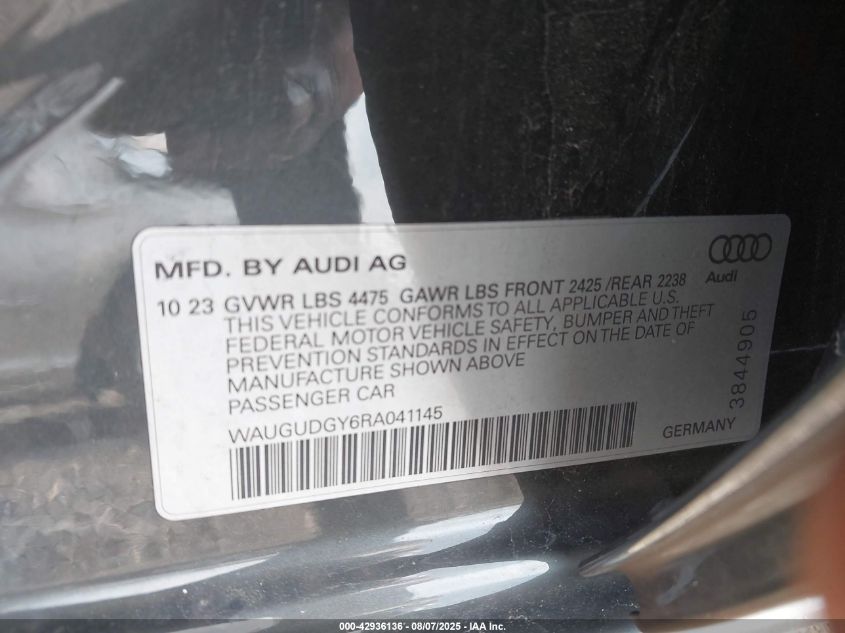 MFD. BY AUDI AG
Audi
10 23 GVWR LBS 4475 GAWR LBS FRONT 2425 /REAR 2238
THIS VEHICLE CONFORMS TO ALL APPLICABLE U.S.
FEDERAL MOTOR VEHICLE SAFETY, BUMPER AND THEFT
PREVENTION STANDARDS IN EFFECT ON THE DATE OF
MANUFACTURE SHOWN ABOVE
PASSENGER CAR
WAUGUDGY6RA041145
GERMANY
3844905
000-42936136 - 08/07/2025 - IAA Inc.